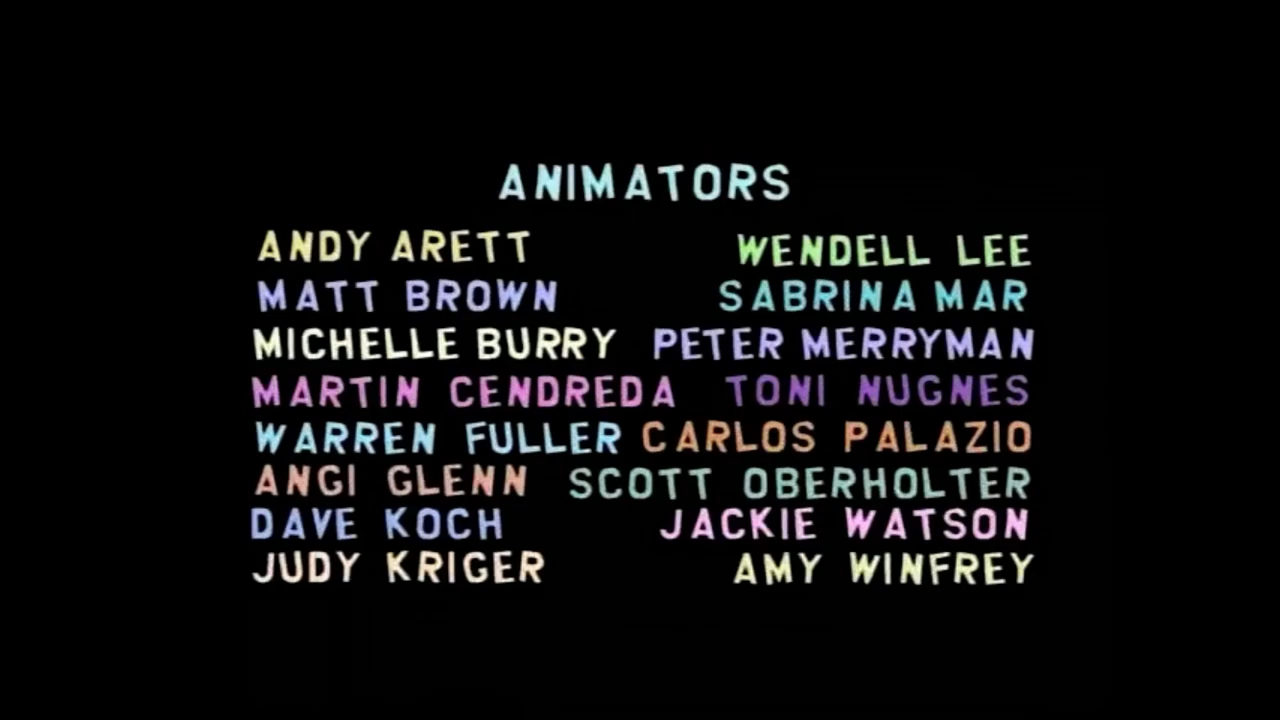 ANIMATORS
ANDY ARETT WENDELL LEE
MATT BROWN SABRINA MAR
MICHELLE BURRY PETER MERRYMAN
MARTIN CENDREDA TONI NUGNES
WARREN FULLER CARLOS PALAZIO
ANGI GLENN SCOTT OBERHOLTER
DAVE KOCH JACKIE WATSON
JUDY KRIGER AMY WINFREY